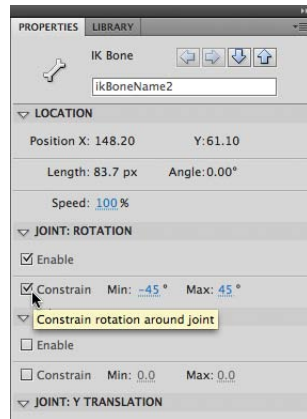 PROPERTIES LIBRARY
IK Bone
ikBoneName2
LOCATION
Position X: 148.20 Y: 61.10
Length: 83.7 px Angle: 0.00°
Speed: 100 %
JOINT: ROTATION
Enable
Constrain Min: -45 ° Max: 45 °
Constrain rotation around joint
Enable
Constrain Min: 0.0 Max: 0.0
JOINT: Y TRANSLATION